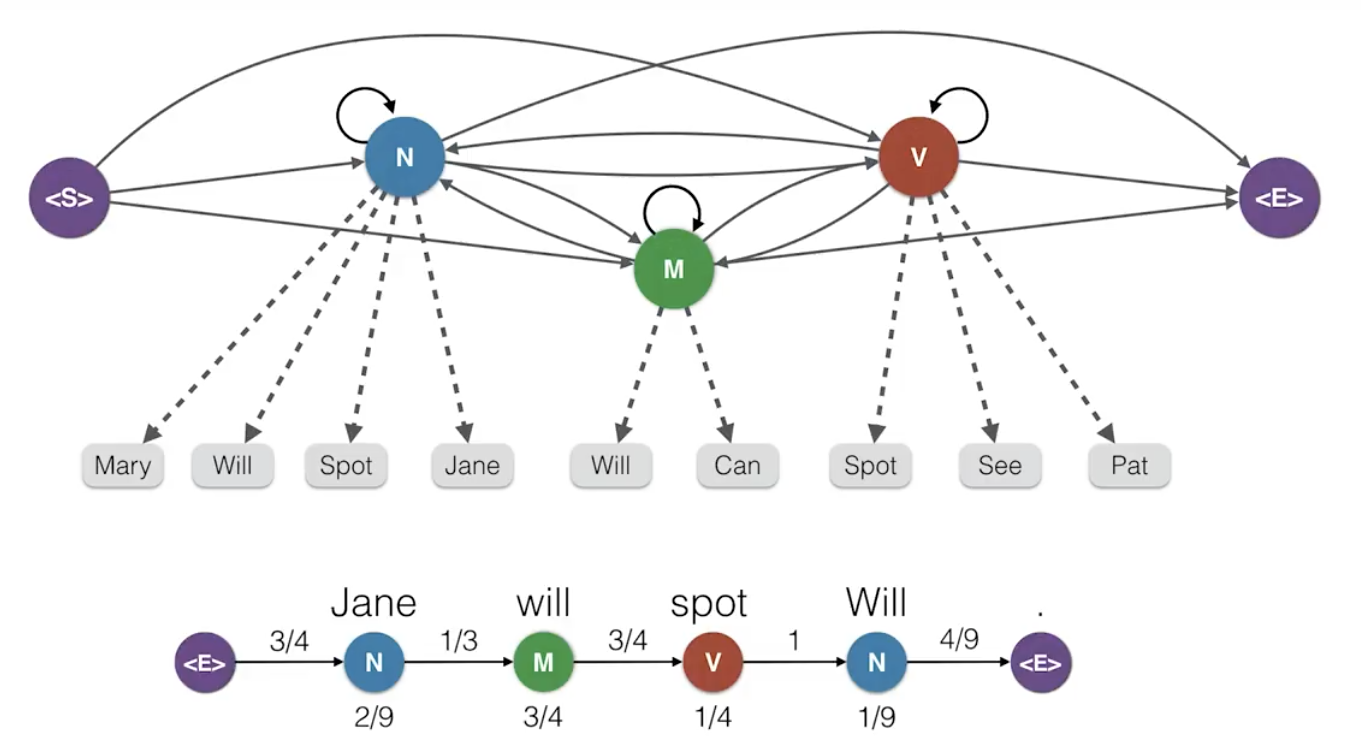 N V
<S> <E>
M
Mary Will Spot Jane Will Can Spot See Pat
Jane will spot Will .
3/4 1/3 3/4 1 4/9
<E> N M V N <E>
2/9 3/4 1/4 1/9